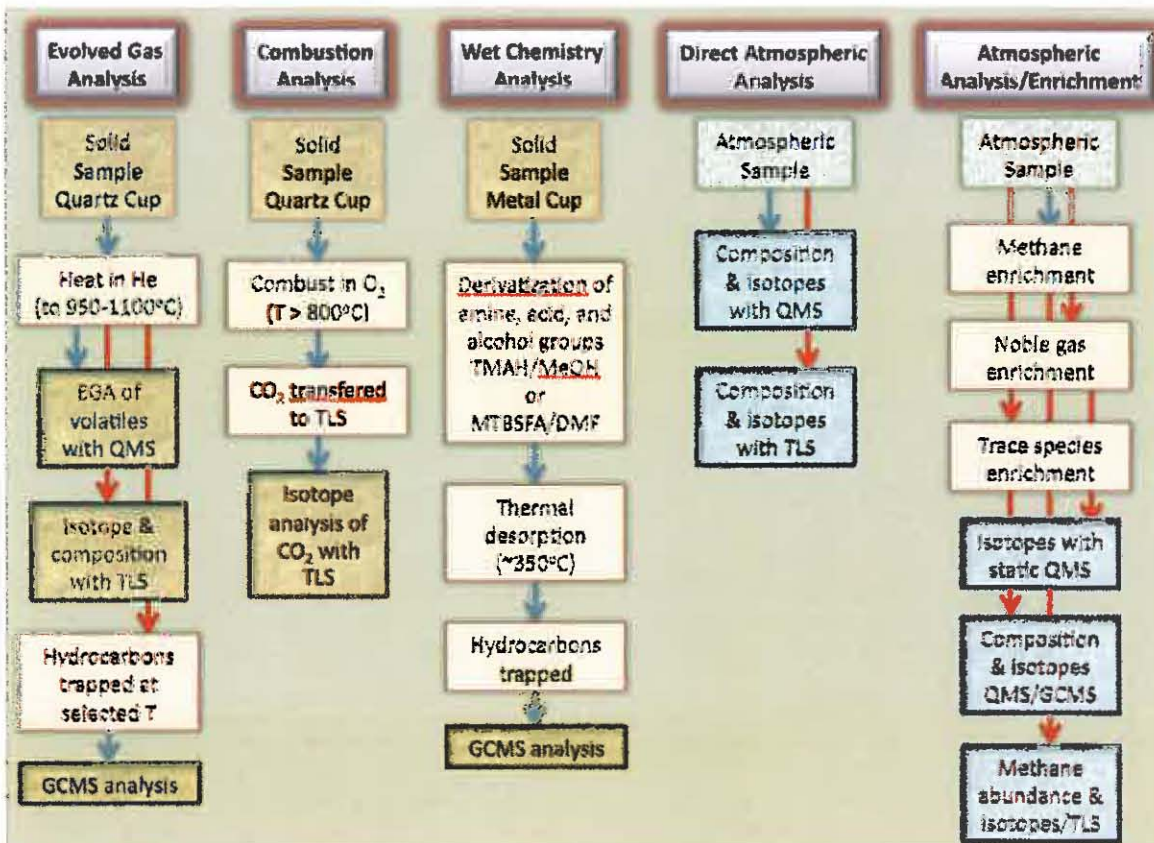 Evolved Gas
Analysis
Solid
Sample
Quartz Cup
Heat in He
(to 950-1100°C)
EGA of
volatiles
with QMS
Isotope &
composition
with TLS
Hydrocarbons
trapped at
selected T
GCMS analysis
Combustion
Analysis
Solid
Sample
Quartz Cup
Combust in O₂
(T > 800°C)
CO₂ transfered
to TLS
Isotope
analysis of
CO₂ with
TLS
Wet Chemistry
Analysis
Solid
Sample
Metal Cup
Derivatization of
amine, acid, and
alcohol groups
TMAH/MeOH
or
MTBSFA/DMF
Thermal
desorption
(~350°C)
Hydrocarbons
trapped
GCMS analysis
Direct Atmospheric
Analysis
Atmospheric
Sample
Composition
& isotopes
with QMS
Composition
& isotopes
with TLS
Atmospheric
Analysis/Enrichment
Atmospheric
Sample
Methane
enrichment
Noble gas
enrichment
Trace species
enrichment
Isotopes with
static QMS
Composition
& isotopes
QMS/GCMS
Methane
abundance &
isotopes/TLS